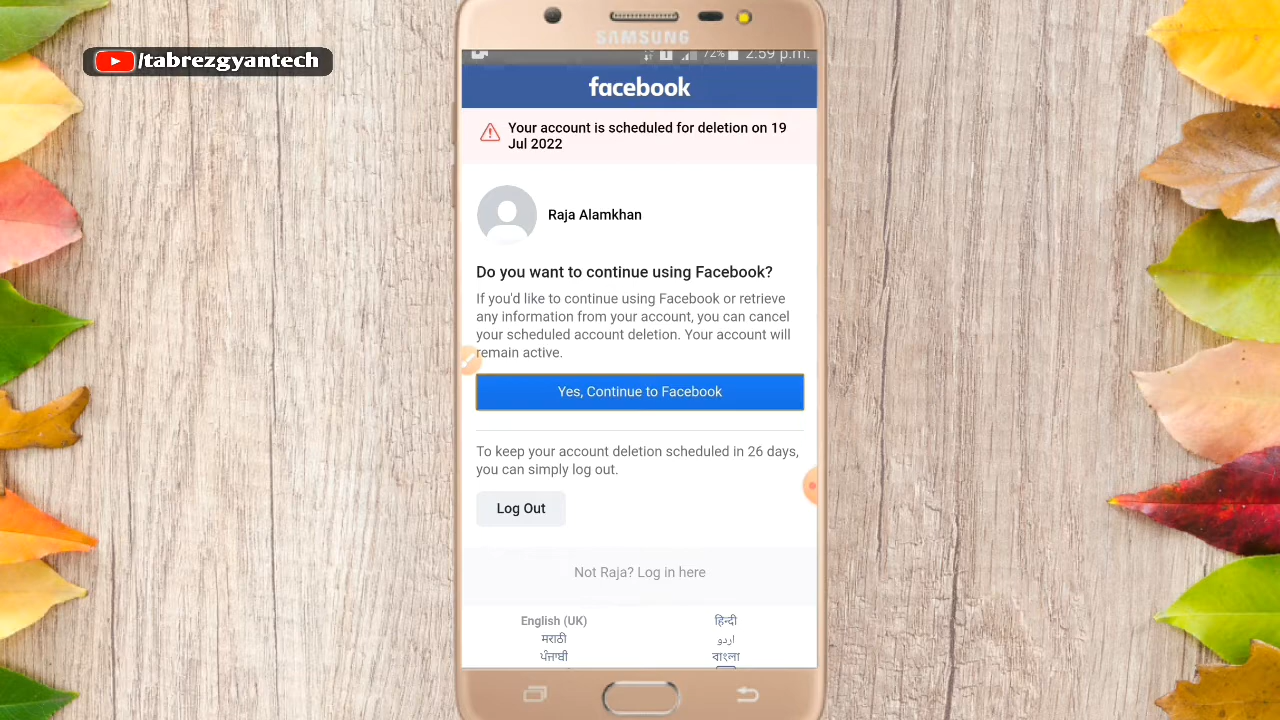 /tabrezgyantech
SAMSUNG
72% 2:59 p.m.
facebook
Your account is scheduled for deletion on 19
Jul 2022
Raja Alamkhan
Do you want to continue using Facebook?
If you'd like to continue using Facebook or retrieve
any information from your account, you can cancel
your scheduled account deletion. Your account will
remain active.
Yes, Continue to Facebook
To keep your account deletion scheduled in 26 days,
you can simply log out.
Log Out
Not Raja? Log in here
English (UK) हिन्दी
मराठी اردو
ਪੰਜਾਬੀ বাংলা